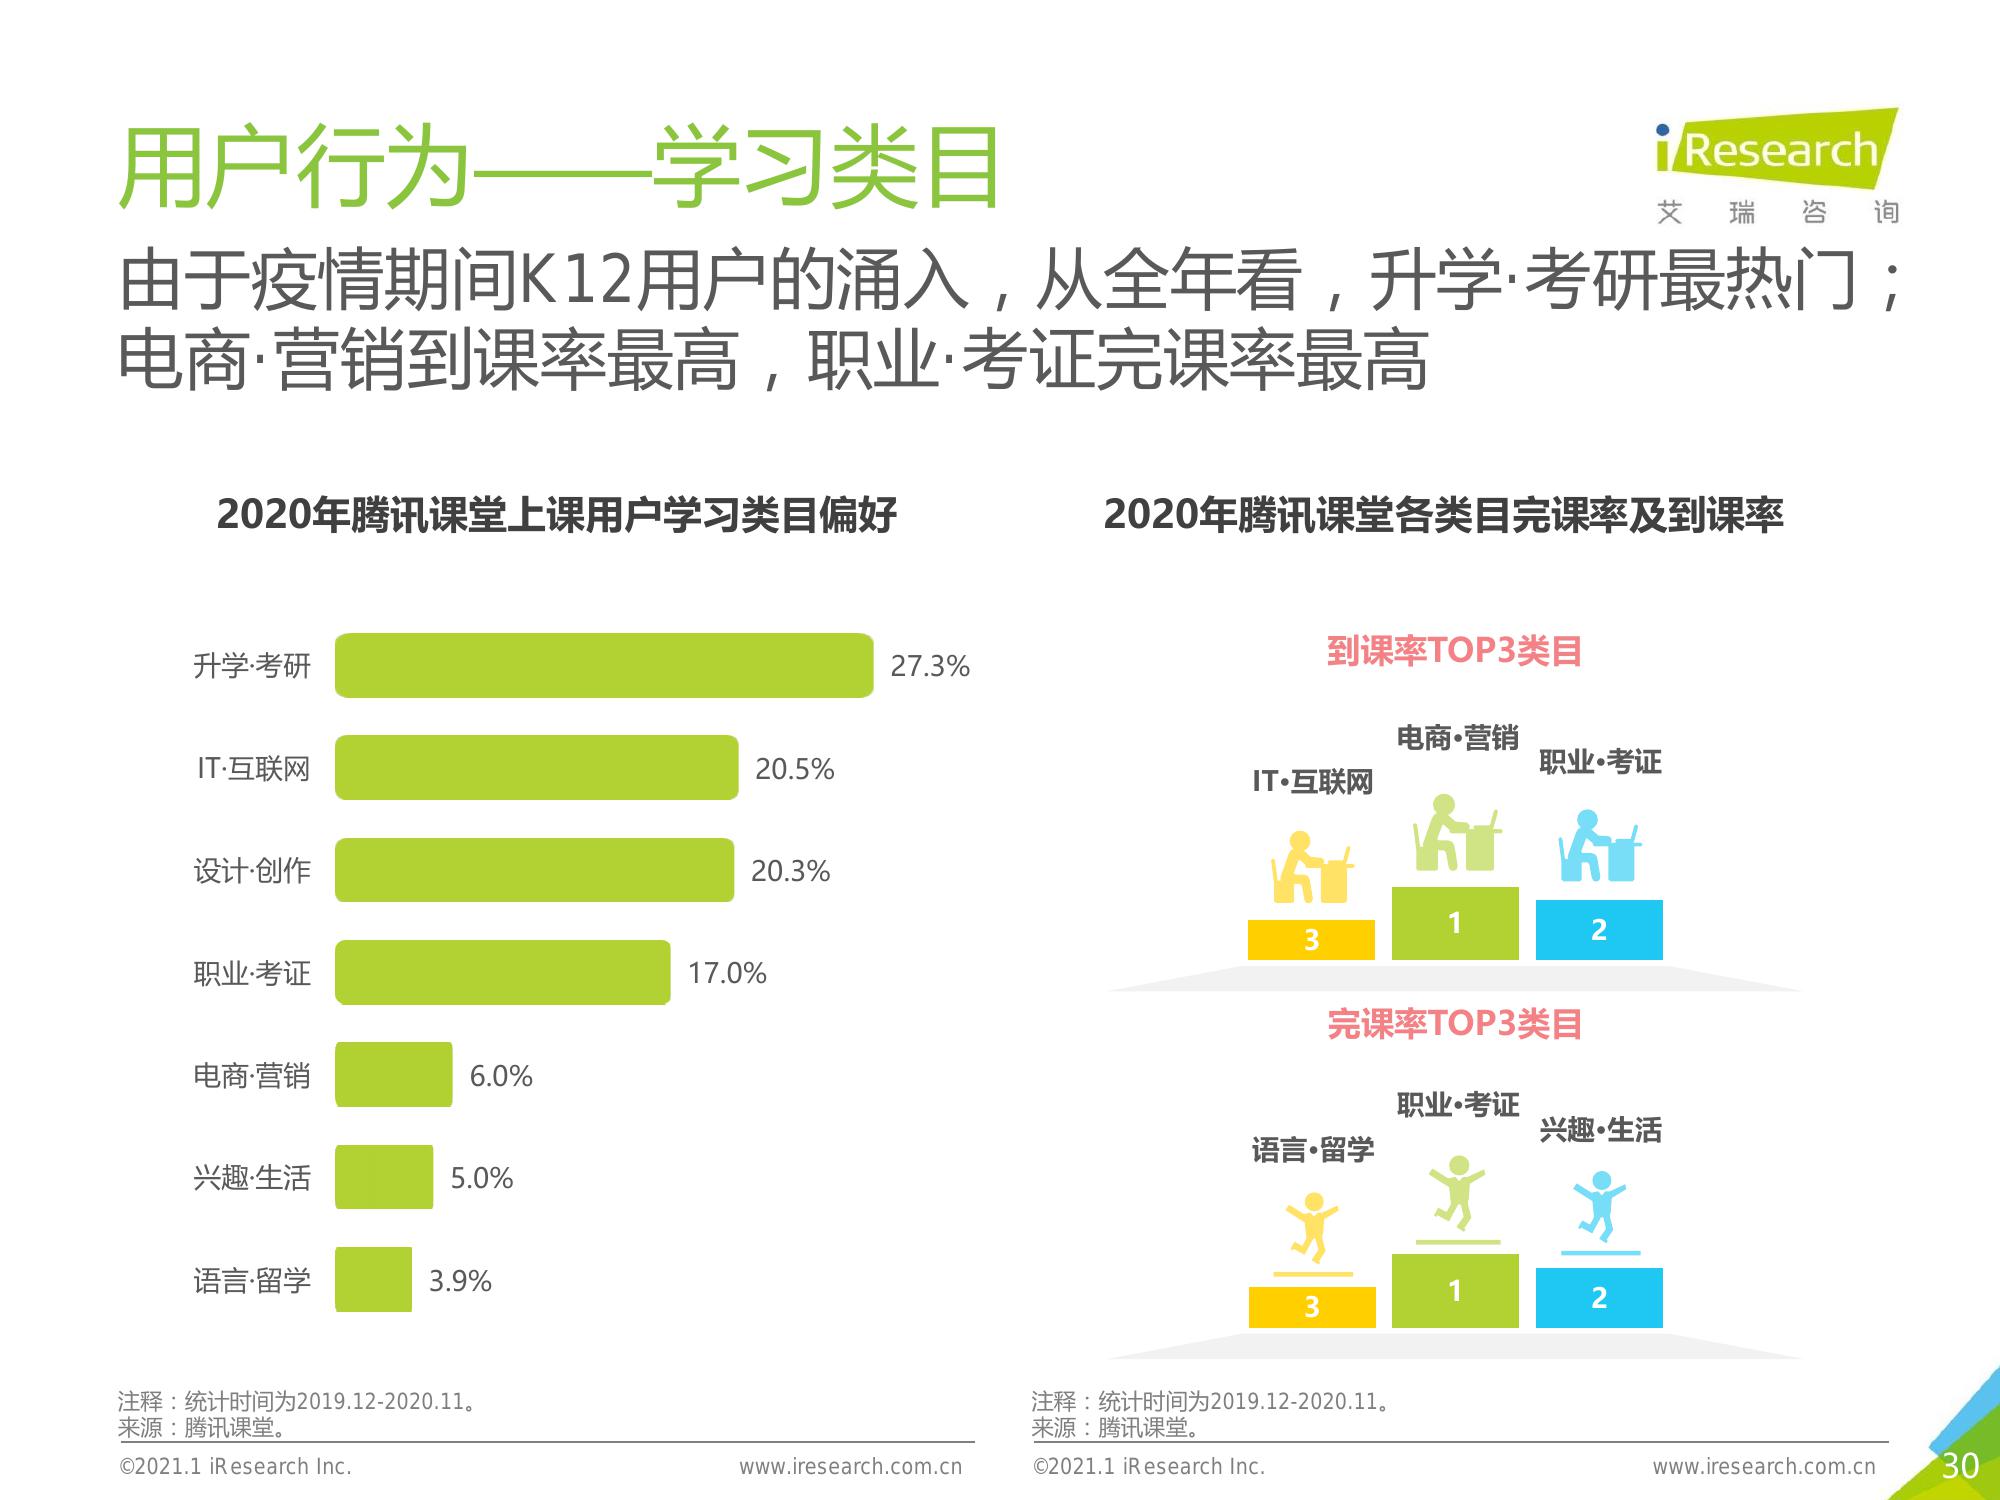 用户行为——学习类目
iResearch
艾 瑞 咨 询
由于疫情期间K12用户的涌入，从全年看，升学·考研最热门；
电商·营销到课率最高，职业·考证完课率最高
2020年腾讯课堂上课用户学习类目偏好
升学·考研 27.3%
IT·互联网 20.5%
设计·创作 20.3%
职业·考证 17.0%
电商·营销 6.0%
兴趣·生活 5.0%
语言·留学 3.9%
注释：统计时间为2019.12-2020.11。
来源：腾讯课堂。
©2021.1 iResearch Inc. www.iresearch.com.cn
2020年腾讯课堂各类目完课率及到课率
到课率TOP3类目
电商•营销
职业•考证
IT•互联网
3 1 2
完课率TOP3类目
职业•考证
兴趣•生活
语言•留学
3 1 2
注释：统计时间为2019.12-2020.11。
来源：腾讯课堂。
©2021.1 iResearch Inc. www.iresearch.com.cn
30